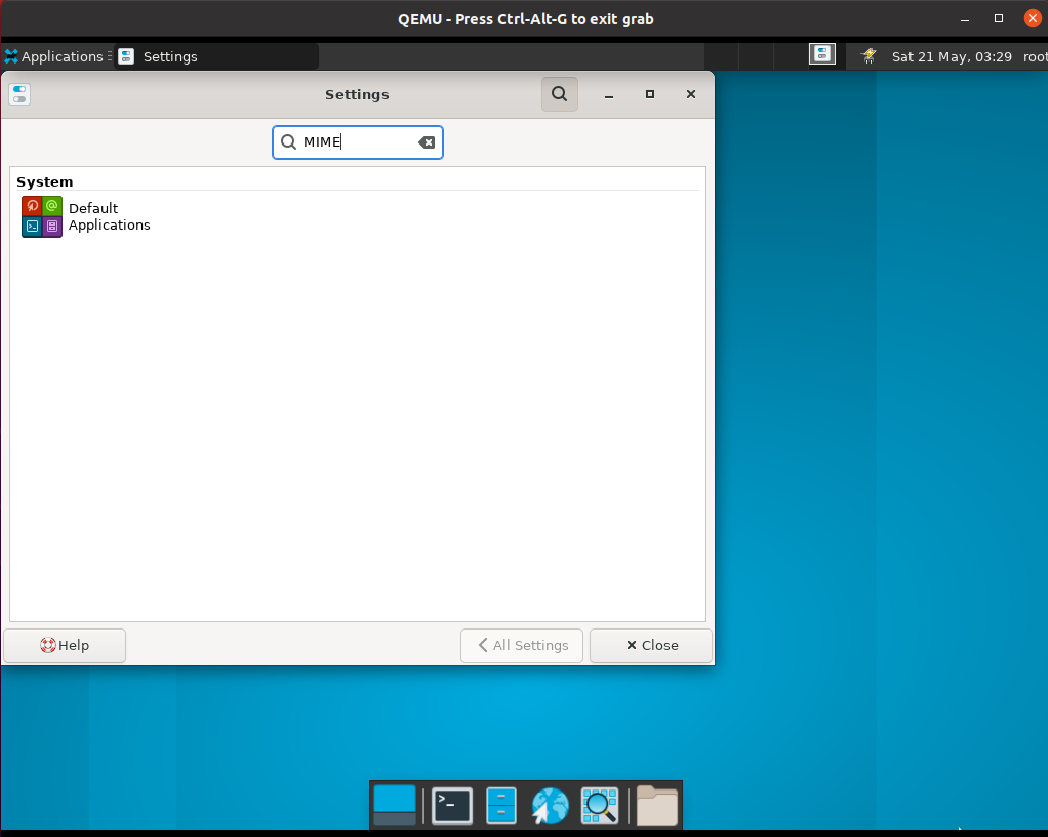 QEMU - Press Ctrl-Alt-G to exit grab
Applications Settings Sat 21 May, 03:29 root
Settings
MIME
System
Default
Applications
Help All Settings Close